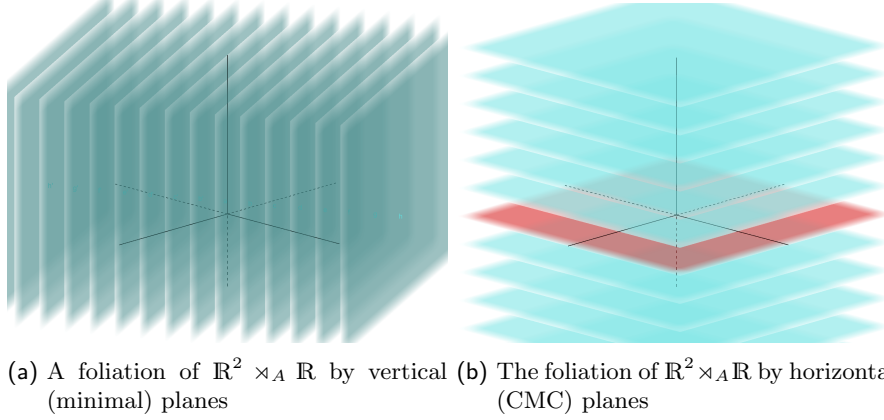 (a) A foliation of ℝ² ⋊_A ℝ by vertical
(minimal) planes
(b) The foliation of ℝ² ⋊_A ℝ by horizonta
(CMC) planes